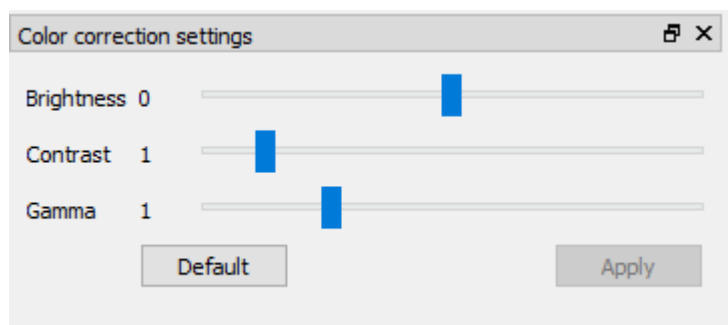 Color correction settings
Brightness 0
Contrast 1
Gamma 1
Default Apply